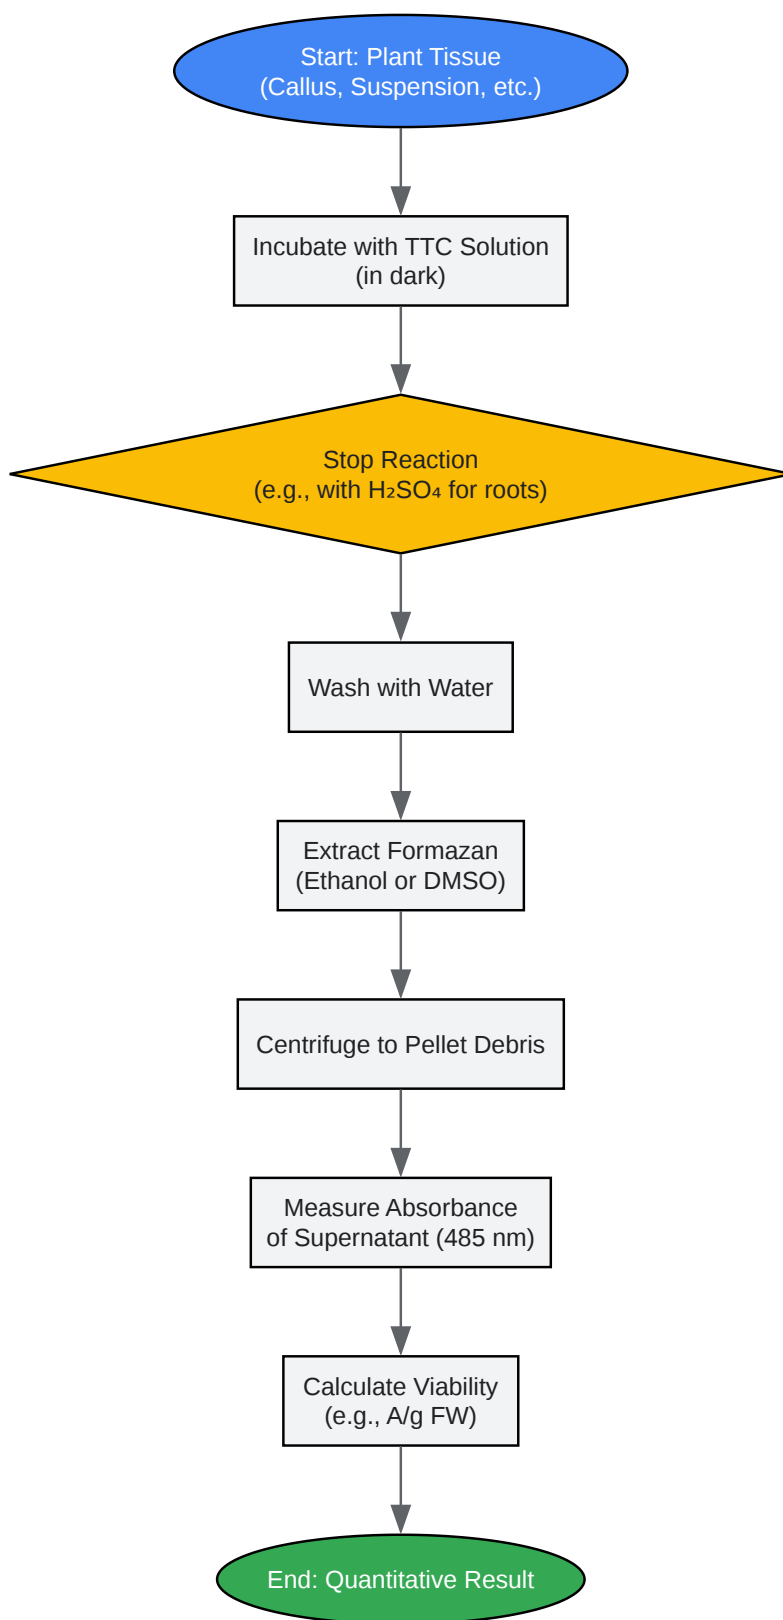 Start: Plant Tissue
(Callus, Suspension, etc.)
Incubate with TTC Solution
(in dark)
Stop Reaction
(e.g., with H₂SO₄ for roots)
Wash with Water
Extract Formazan
(Ethanol or DMSO)
Centrifuge to Pellet Debris
Measure Absorbance
of Supernatant (485 nm)
Calculate Viability
(e.g., A/g FW)
End: Quantitative Result